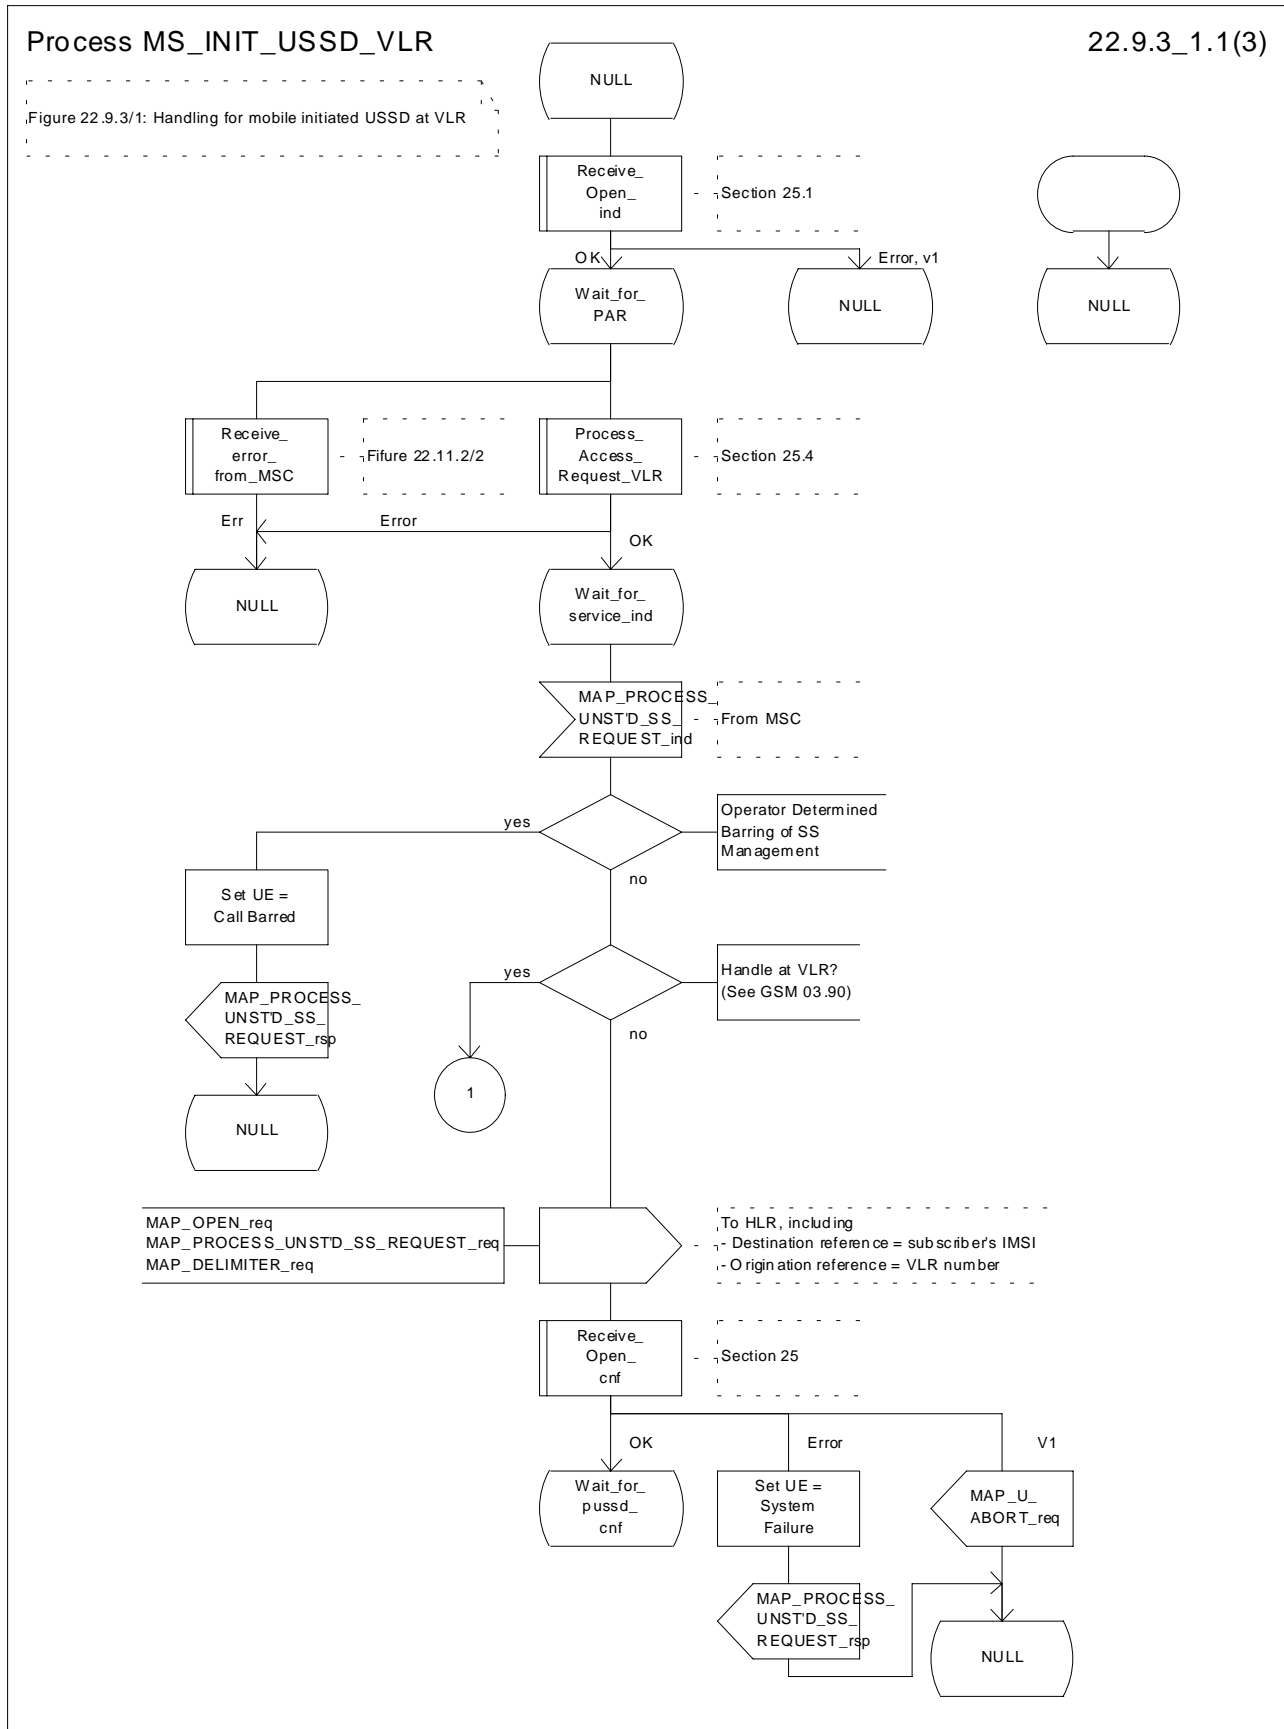 Process MS_INIT_USSD_VLR
22.9.3_1.1(3)
Figure 22.9.3/1: Handling for mobile initiated USSD at VLR
NULL
Receive_
Open_
ind
Section 25.1
OK
Error, v1
Wait_for_
PAR
NULL
NULL
Receive_
error_
from_MSC
Fifure 22.11.2/2
Process_
Access_
Request_VLR
Section 25.4
Err
Error
OK
NULL
Wait_for_
service_ind
MAP_PROCESS_
UNST'D_SS_
REQUEST_ind
From MSC
yes
Operator Determined
Barring of SS
Management
no
Set UE =
Call Barred
yes
Handle at VLR?
(See GSM 03.90)
no
MAP_PROCESS_
UNST'D_SS_
REQUEST_rsp
1
NULL
MAP_OPEN_req
MAP_PROCESS_UNST'D_SS_REQUEST_req
MAP_DELIMITER_req
To HLR, including
- Destination reference = subscriber's IMSI
- Origination reference = VLR number
Receive_
Open_
cnf
Section 25
OK
Error
V1
Wait_for_
pussd_
cnf
Set UE =
System
Failure
MAP_U_
ABORT_req
MAP_PROCESS_
UNST'D_SS_
REQUEST_rsp
NULL